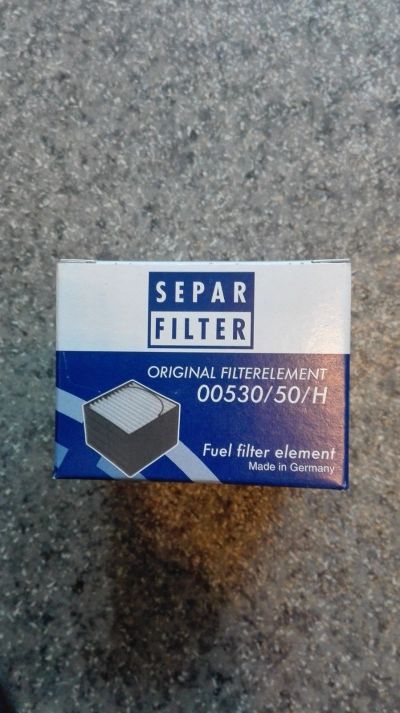 SEPAR
FILTER
ORIGINAL FILTERELEMENT
00530/50/H
Fuel filter element
Made in Germany